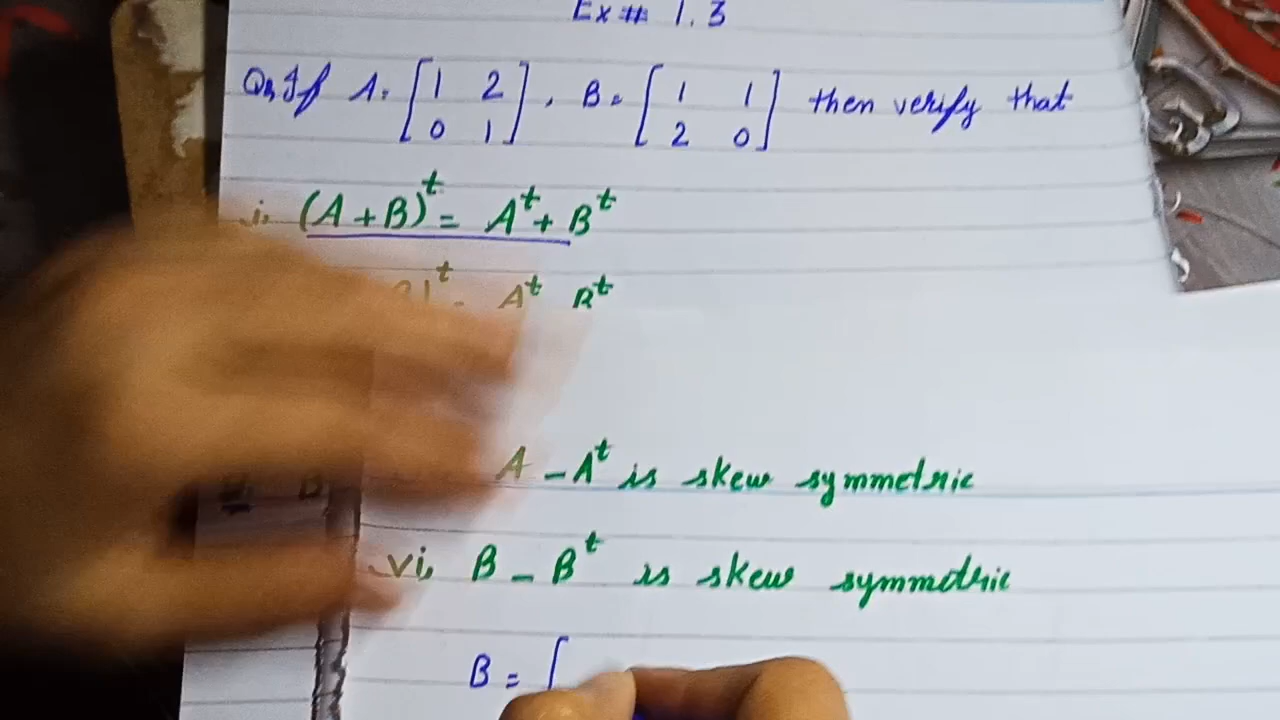 Ex # 1.3
Q, If A = [1 2 0 1], B = [1 1 2 0] then verify that
i, (A + B)^t = A^t + B^t
A^t B^t
A - A^t is skew symmetric
vi, B - B^t is skew symmetric
B = [